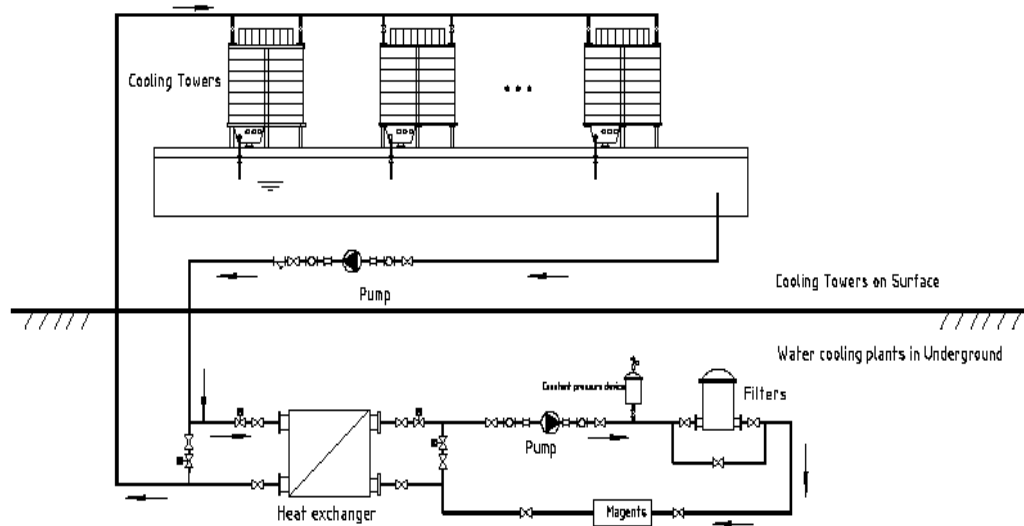 Cooling Towers
Pump
Cooling Towers on Surface
Water cooling plants in Underground
Constant pressure device
Filters
Pump
Heat exchanger
Magents